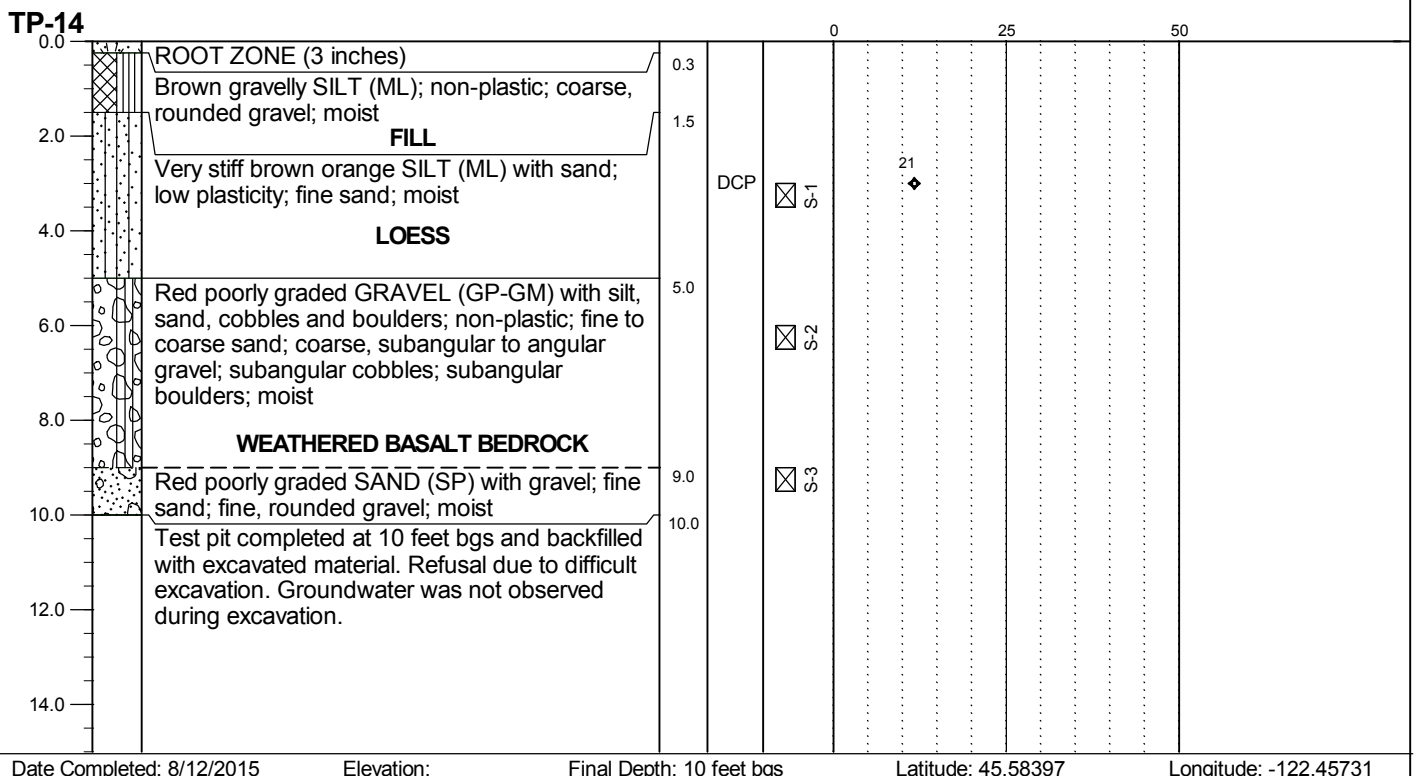 TP-14
0 25 50
0.0
ROOT ZONE (3 inches)
0.3
Brown gravelly SILT (ML); non-plastic; coarse,
rounded gravel; moist
1.5
FILL
2.0
Very stiff brown orange SILT (ML) with sand;
low plasticity; fine sand; moist
DCP
S-1
21
LOESS
4.0
5.0
Red poorly graded GRAVEL (GP-GM) with silt,
sand, cobbles and boulders; non-plastic; fine to
coarse sand; coarse, subangular to angular
gravel; subangular cobbles; subangular
boulders; moist
6.0
S-2
8.0
WEATHERED BASALT BEDROCK
9.0
Red poorly graded SAND (SP) with gravel; fine
sand; fine, rounded gravel; moist
S-3
10.0
10.0
Test pit completed at 10 feet bgs and backfilled
with excavated material. Refusal due to difficult
excavation. Groundwater was not observed
during excavation.
12.0
14.0
Date Completed: 8/12/2015 Elevation: Final Depth: 10 feet bgs Latitude: 45.58397 Longitude: -122.45731